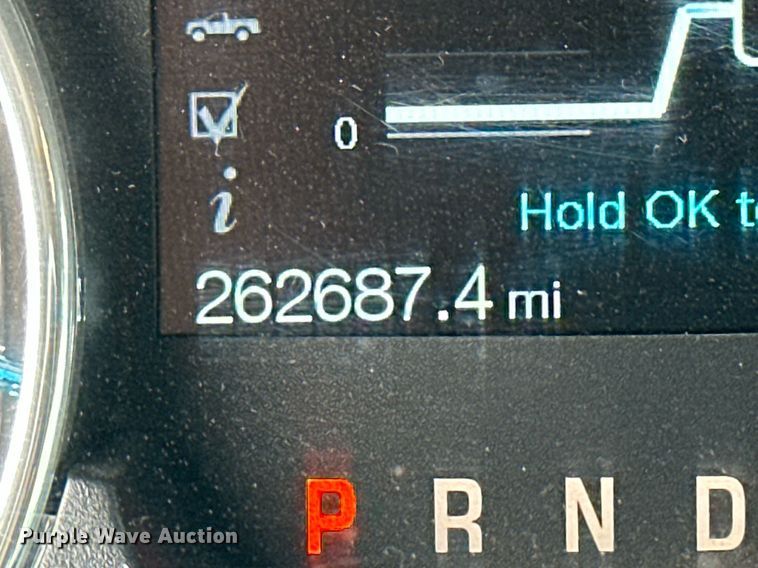 0
Hold OK
262687.4 mi
P R N D
Purple Wave Auction